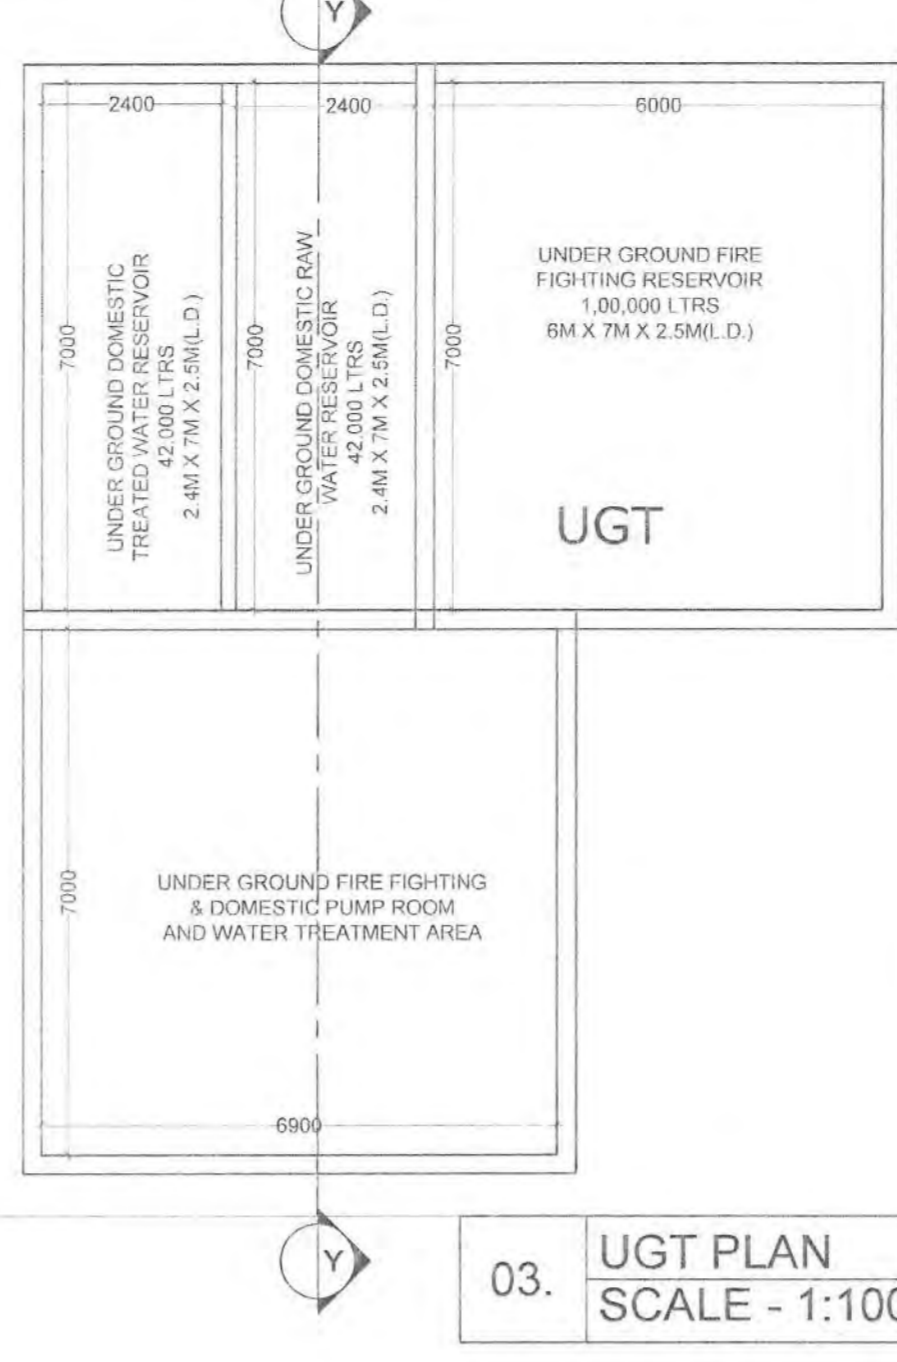 Y
2400
2400
6000
7000
UNDER GROUND DOMESTIC
TREATED WATER RESERVOIR
42.000 LTRS
2.4M X 7M X 2.5M(L.D.)
7000
UNDER GROUND DOMESTIC RAW
WATER RESERVOIR
42.000 LTRS
2.4M X 7M X 2.5M(L.D.)
7000
UNDER GROUND FIRE
FIGHTING RESERVOIR
1,00,000 LTRS
6M X 7M X 2.5M(L.D.)
UGT
7000
UNDER GROUND FIRE FIGHTING
& DOMESTIC PUMP ROOM
AND WATER TREATMENT AREA
6900
Y
03.
UGT PLAN
SCALE - 1:100